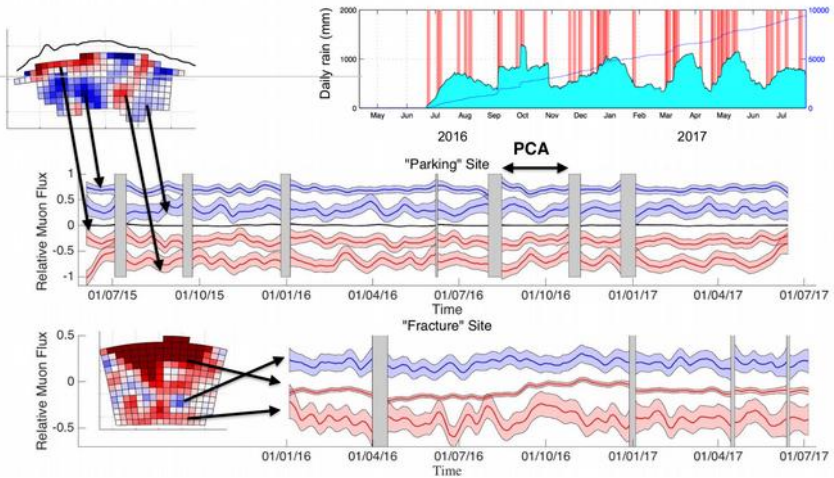 Daily rain (mm)
2000
1000
0
10000
5000
0
May Jun Jul Aug Sep Oct Nov Dec Jan Feb Mar Apr May Jun Jul
2016 2017
PCA
"Parking" Site
Relative Muon Flux
1
0.5
0
-0.5
-1
01/07/15 01/10/15 01/01/16 01/04/16 01/07/16 01/10/16 01/01/17 01/04/17 01/07/17
Time
"Fracture" Site
Relative Muon Flux
0.5
0
-0.5
01/01/16 01/04/16 01/07/16 01/10/16 01/01/17 01/04/17 01/07/17
Time